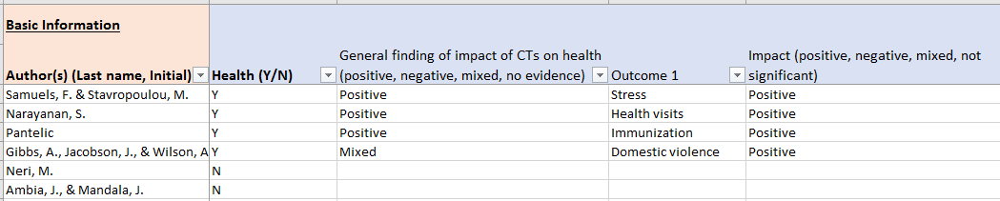 Basic Information
General finding of impact of CTs on health Impact (positive, negative, mixed, not
Author(s) (Last name, Initial) Health (Y/N) (positive, negative, mixed, no evidence) Outcome 1 significant)
Samuels, F. & Stavropoulou, M. Y Positive Stress Positive
Narayanan, S. Y Positive Health visits Positive
Pantelic Y Positive Immunization Positive
Gibbs, A., Jacobson, J., & Wilson, A Y Mixed Domestic violence Positive
Neri, M. N
Ambia, J., & Mandala, J. N